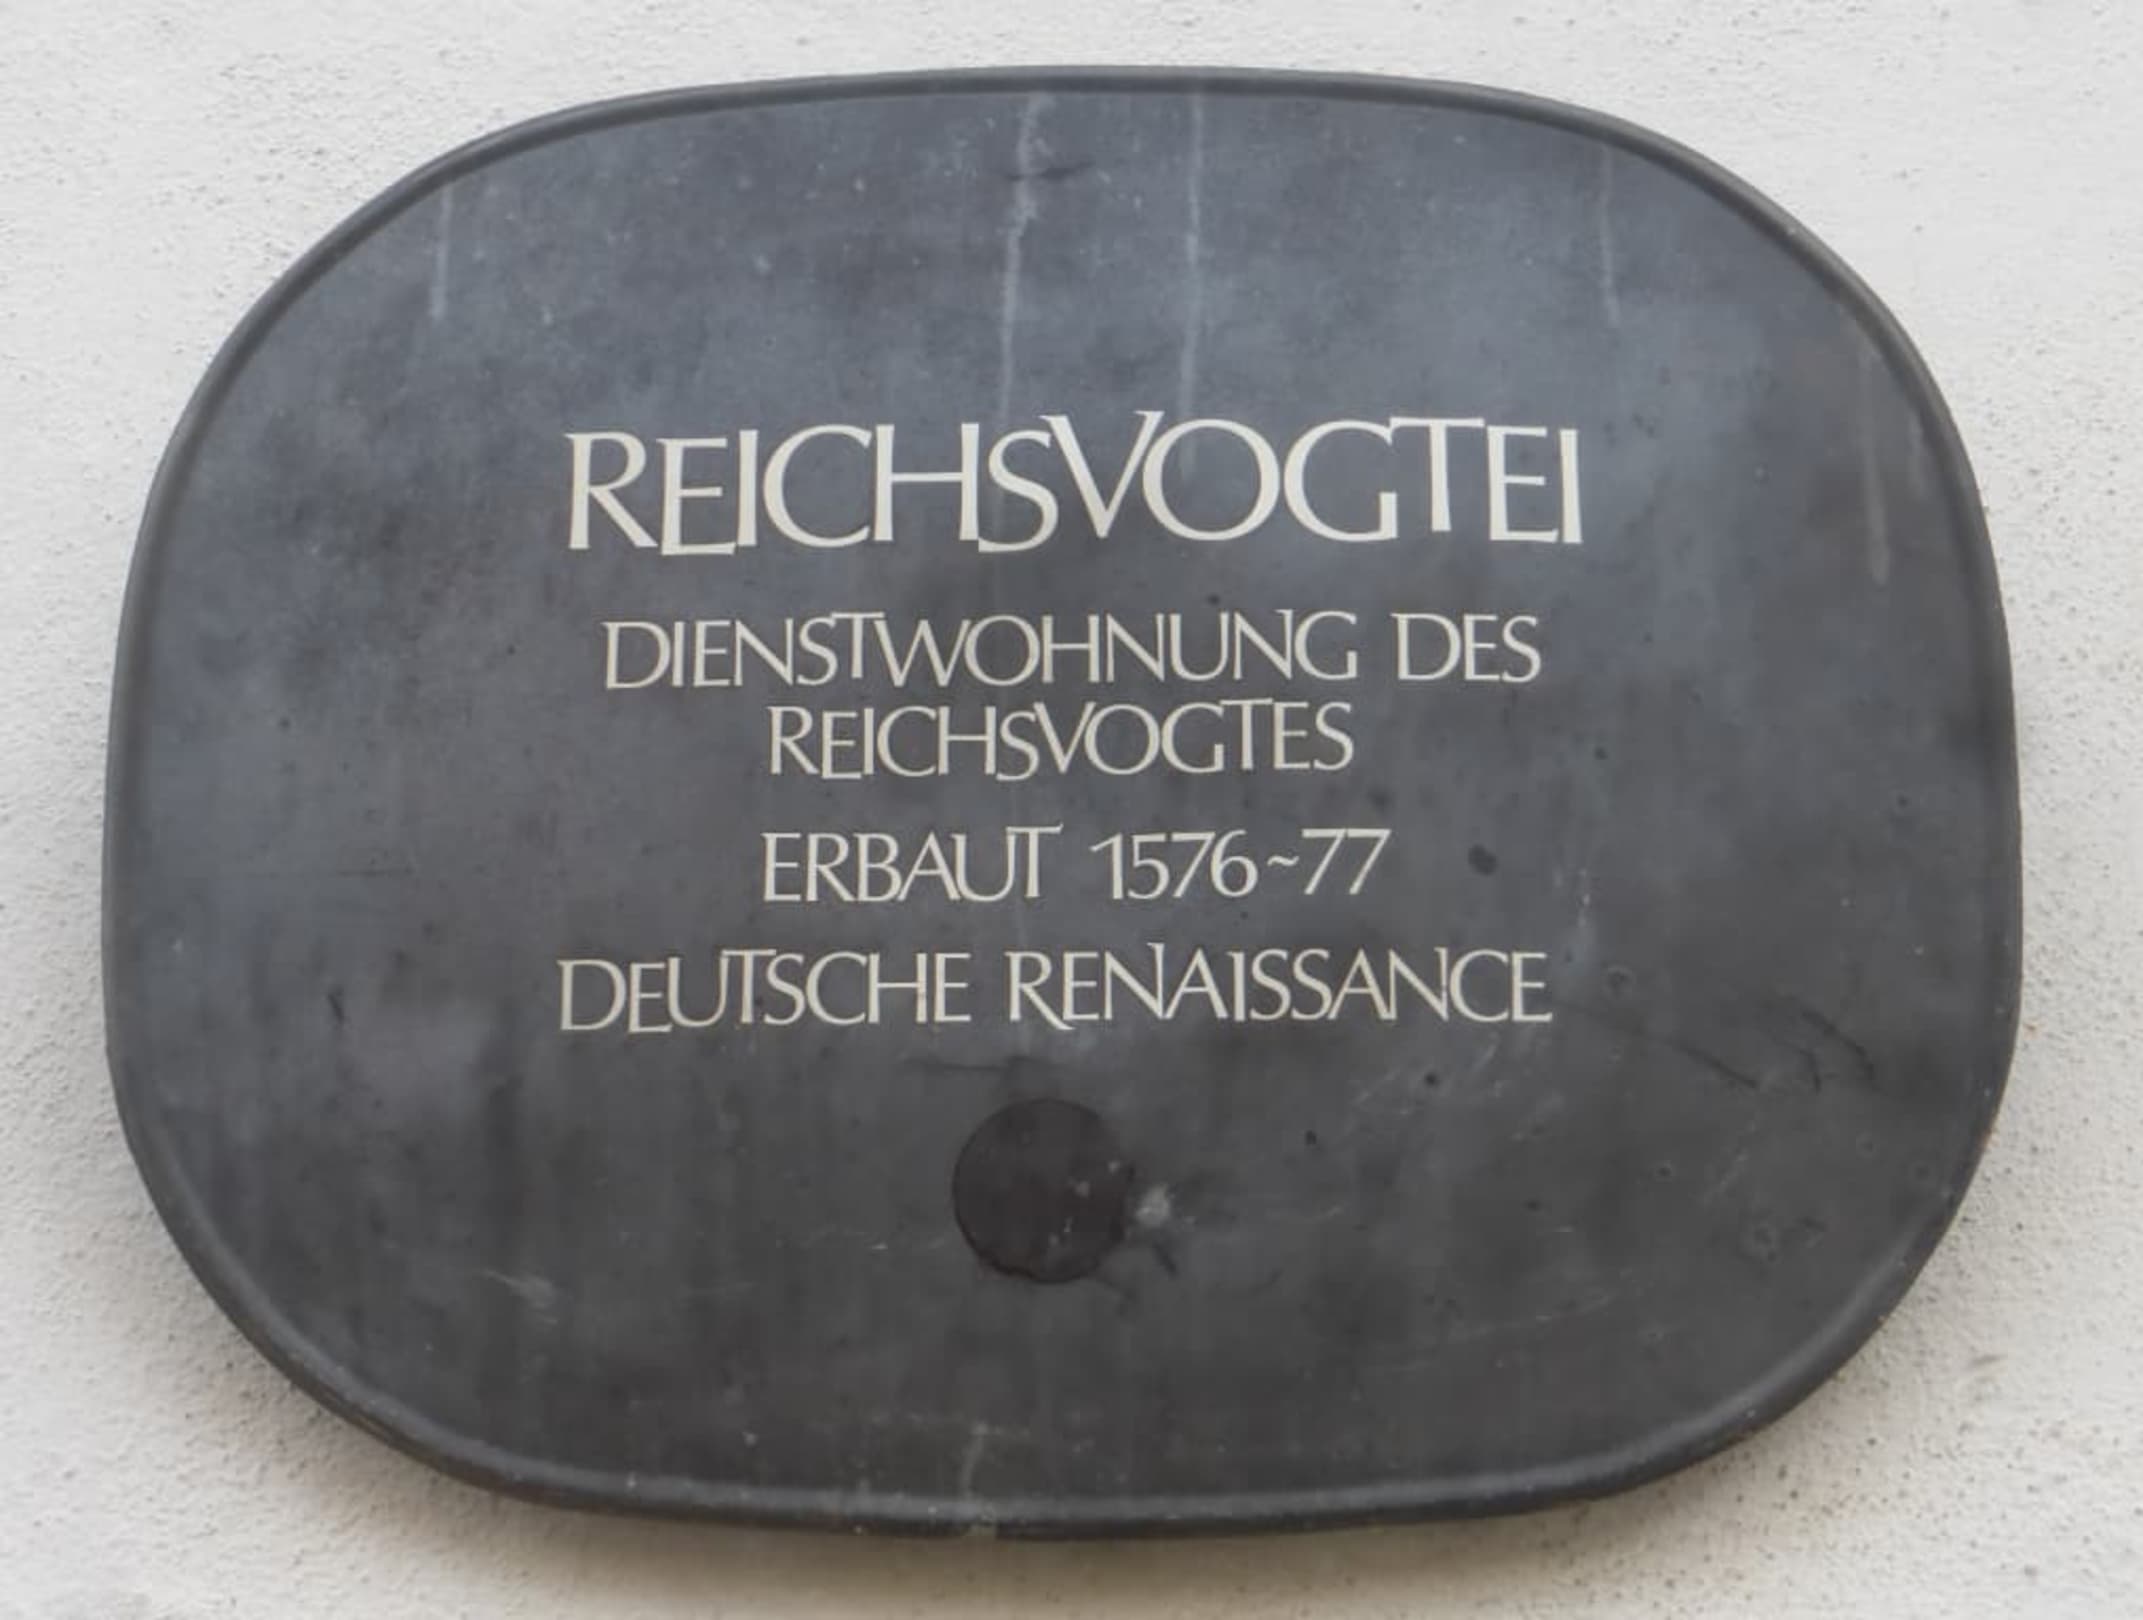 REICHSVOGTEI
DIENSTWOHNUNG DES
REICHSVOGTES
ERBAUT 1576~77
DEUTSCHE RENAISSANCE